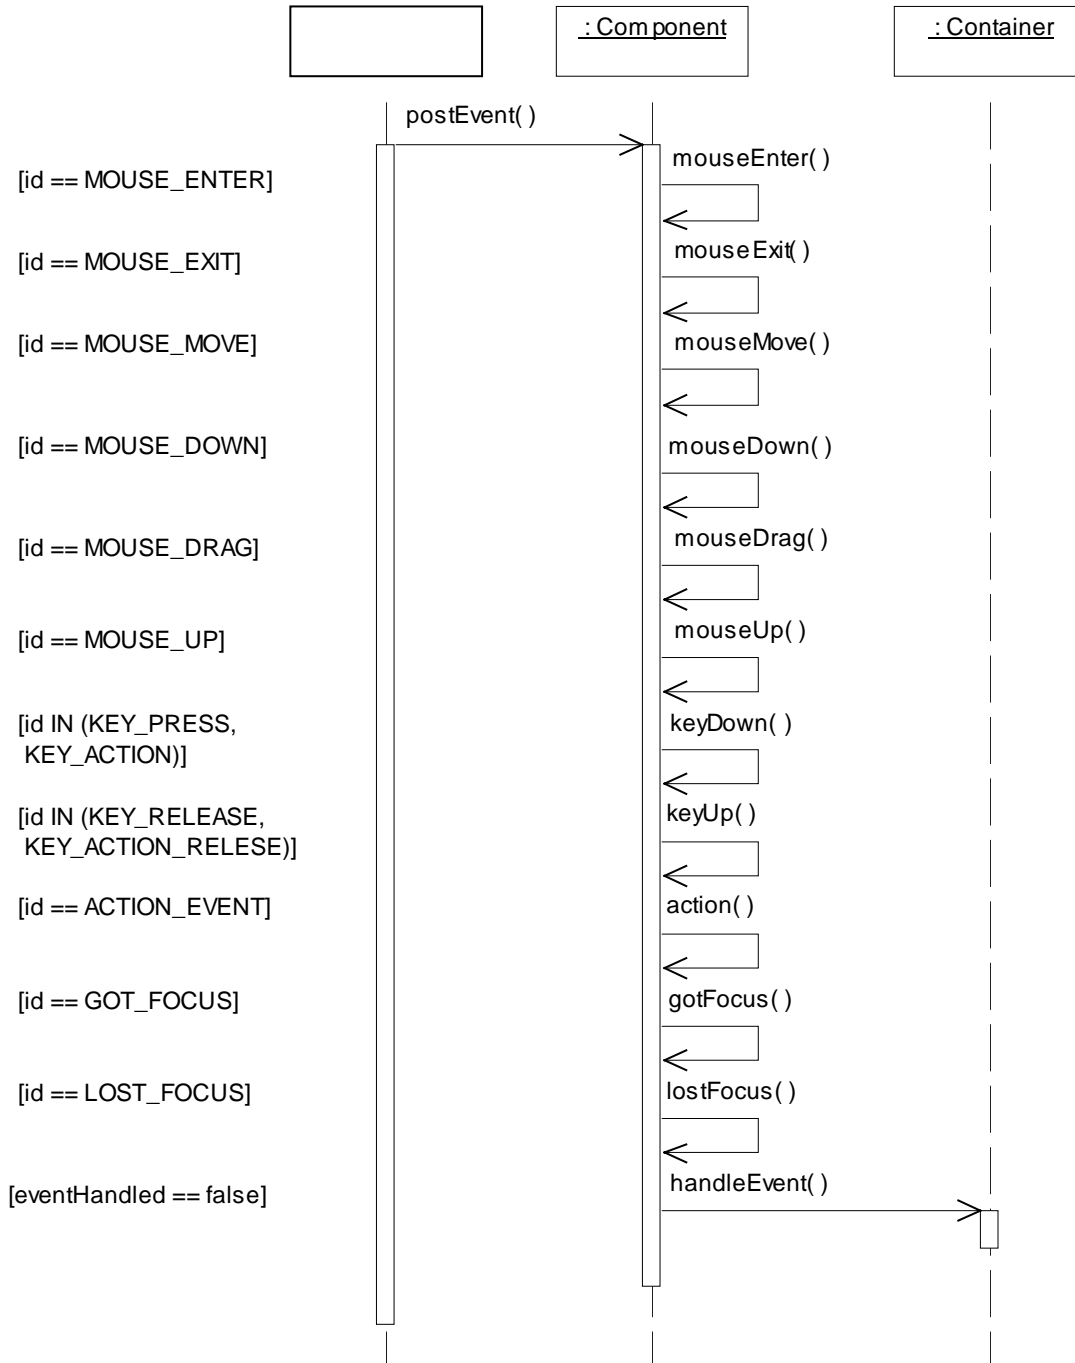 : Component
: Container
postEvent( )
mouseEnter( )
[id == MOUSE_ENTER]
mouseExit( )
[id == MOUSE_EXIT]
mouseMove( )
[id == MOUSE_MOVE]
mouseDown( )
[id == MOUSE_DOWN]
mouseDrag( )
[id == MOUSE_DRAG]
mouseUp( )
[id == MOUSE_UP]
keyDown( )
[id IN (KEY_PRESS,
KEY_ACTION)]
keyUp( )
[id IN (KEY_RELEASE,
KEY_ACTION_RELESE)]
action( )
[id == ACTION_EVENT]
gotFocus( )
[id == GOT_FOCUS]
lostFocus( )
[id == LOST_FOCUS]
handleEvent( )
[eventHandled == false]